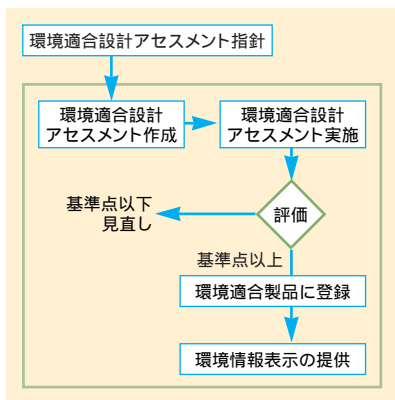 環境適合設計アセスメント指針
環境適合設計
アセスメント作成
環境適合設計
アセスメント実施
評価
基準点以下
見直し
基準点以上
環境適合製品に登録
環境情報表示の提供